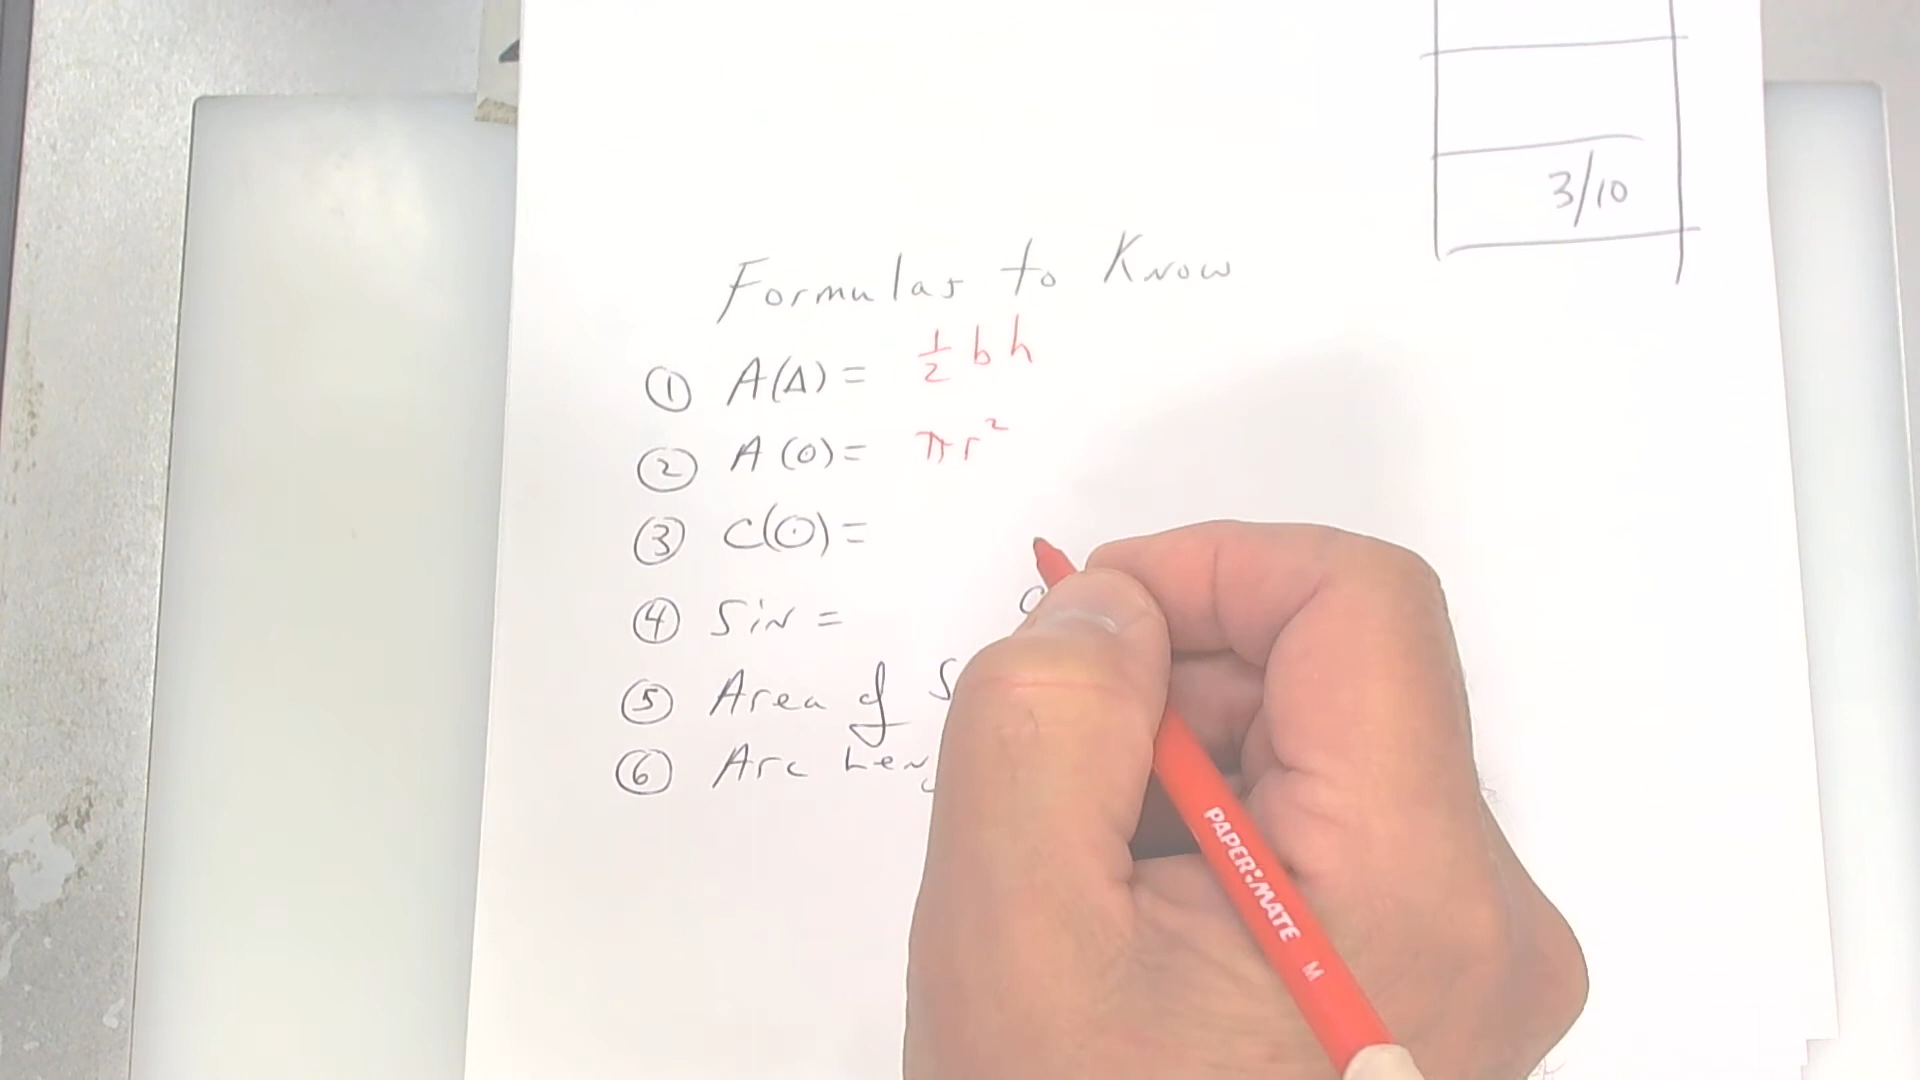 3/10
Formulas to Know
① A(Δ) = ½ b h
② A(O) = πr²
③ C(⊙) =
④ Sin =
⑤ Area of
⑥ Arc
PAPER:MATE M